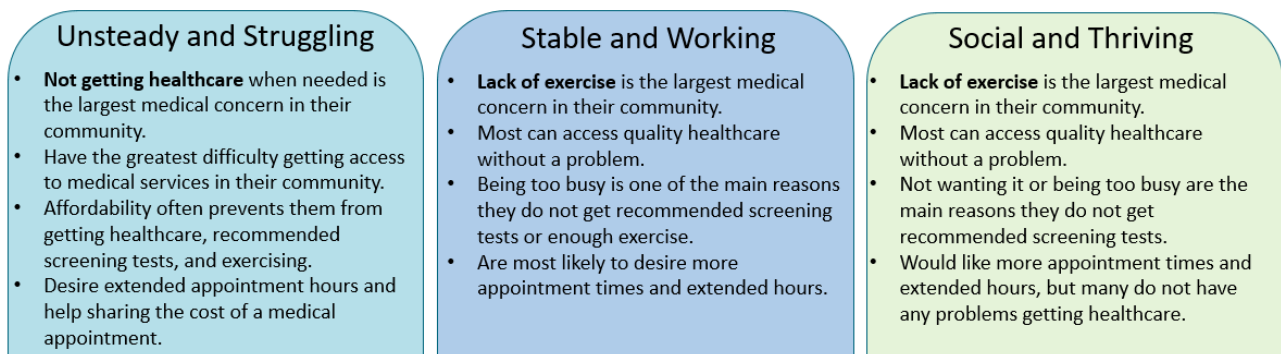 Unsteady and Struggling
• Not getting healthcare when needed is
the largest medical concern in their
community.
• Have the greatest difficulty getting access
to medical services in their community.
• Affordability often prevents them from
getting healthcare, recommended
screening tests, and exercising.
• Desire extended appointment hours and
help sharing the cost of a medical
appointment.
Stable and Working
• Lack of exercise is the largest medical
concern in their community.
• Most can access quality healthcare
without a problem.
• Being too busy is one of the main reasons
they do not get recommended screening
tests or enough exercise.
• Are most likely to desire more
appointment times and extended hours.
Social and Thriving
• Lack of exercise is the largest medical
concern in their community.
• Most can access quality healthcare
without a problem.
• Not wanting it or being too busy are the
main reasons they do not get
recommended screening tests.
• Would like more appointment times and
extended hours, but many do not have
any problems getting healthcare.